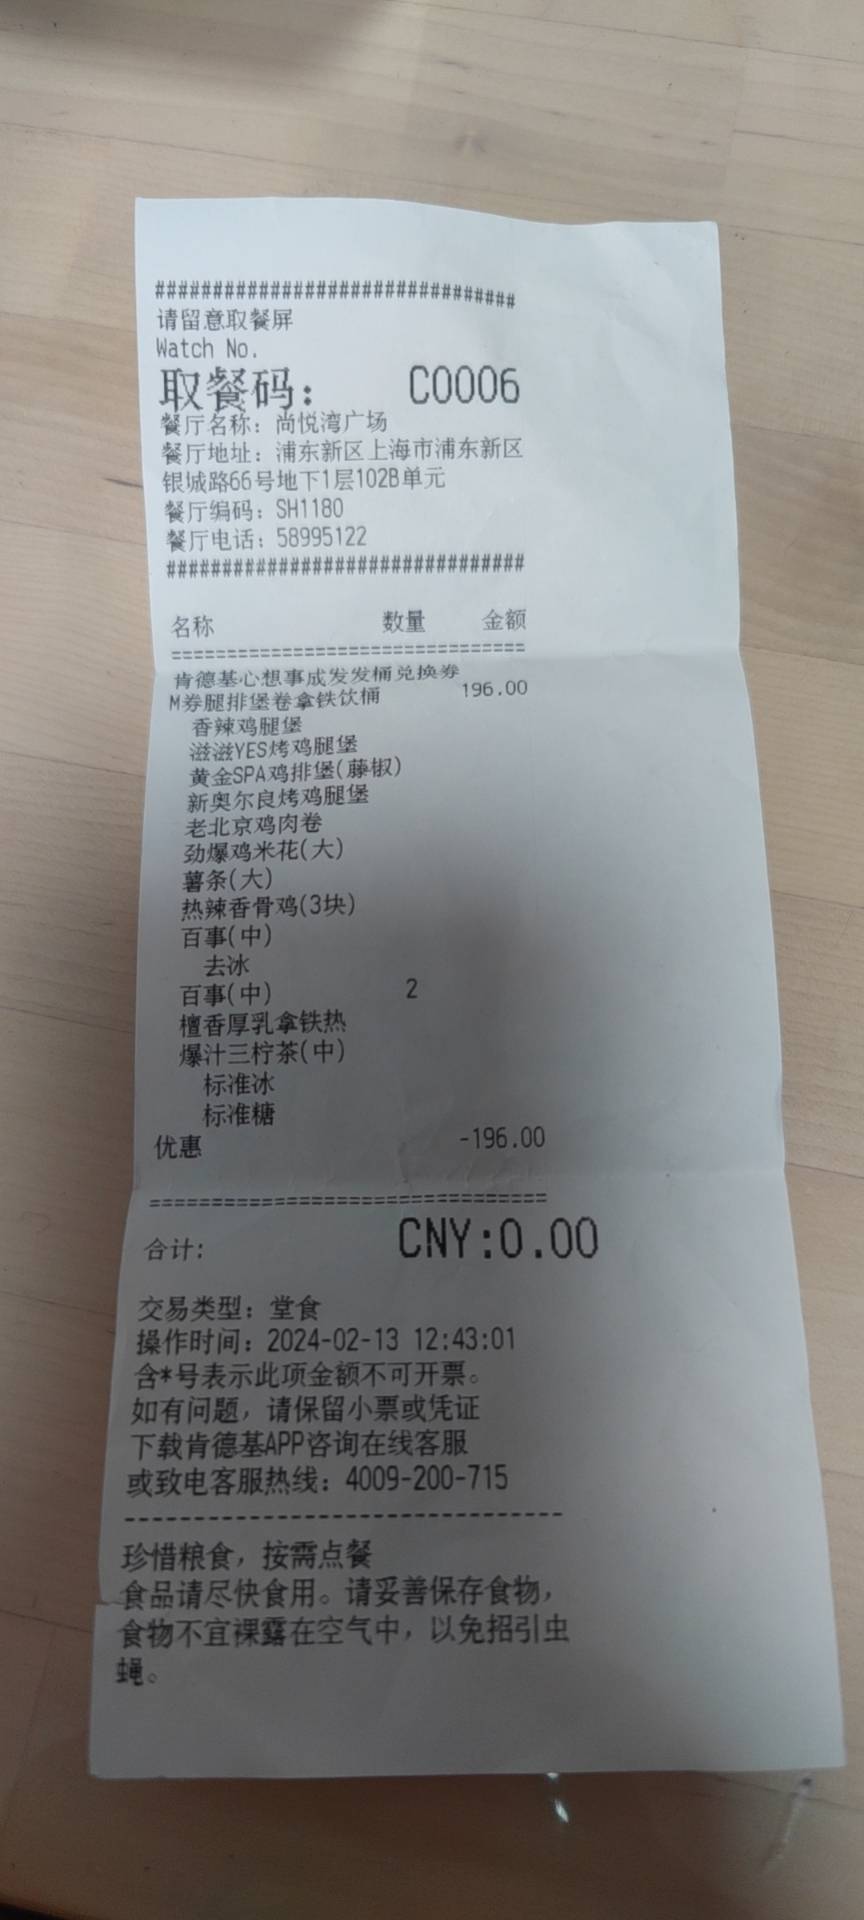 ################################
请留意取餐屏
Watch No.
取餐码： C0006
餐厅名称：尚悦湾广场
餐厅地址：浦东新区上海市浦东新区
银城路66号地下1层102B单元
餐厅编码：SH1180
餐厅电话：58995122
################################
名称 数量 金额
================================
肯德基心想事成发发桶兑换券
M券腿排堡卷拿铁饮桶 196.00
香辣鸡腿堡
滋滋YES烤鸡腿堡
黄金SPA鸡排堡(藤椒)
新奥尔良烤鸡腿堡
老北京鸡肉卷
劲爆鸡米花(大)
薯条(大)
热辣香骨鸡(3块)
百事(中)
去冰
百事(中) 2
檀香厚乳拿铁热
爆汁三柠茶(中)
标准冰
标准糖
优惠 -196.00
================================
合计: CNY:0.00
交易类型：堂食
操作时间：2024-02-13 12:43:01
含*号表示此项金额不可开票。
如有问题，请保留小票或凭证
下载肯德基APP咨询在线客服
或致电客服热线：4009-200-715
--------------------------------
珍惜粮食，按需点餐
食品请尽快食用。请妥善保存食物，
食物不宜裸露在空气中，以免招引虫
蝇。